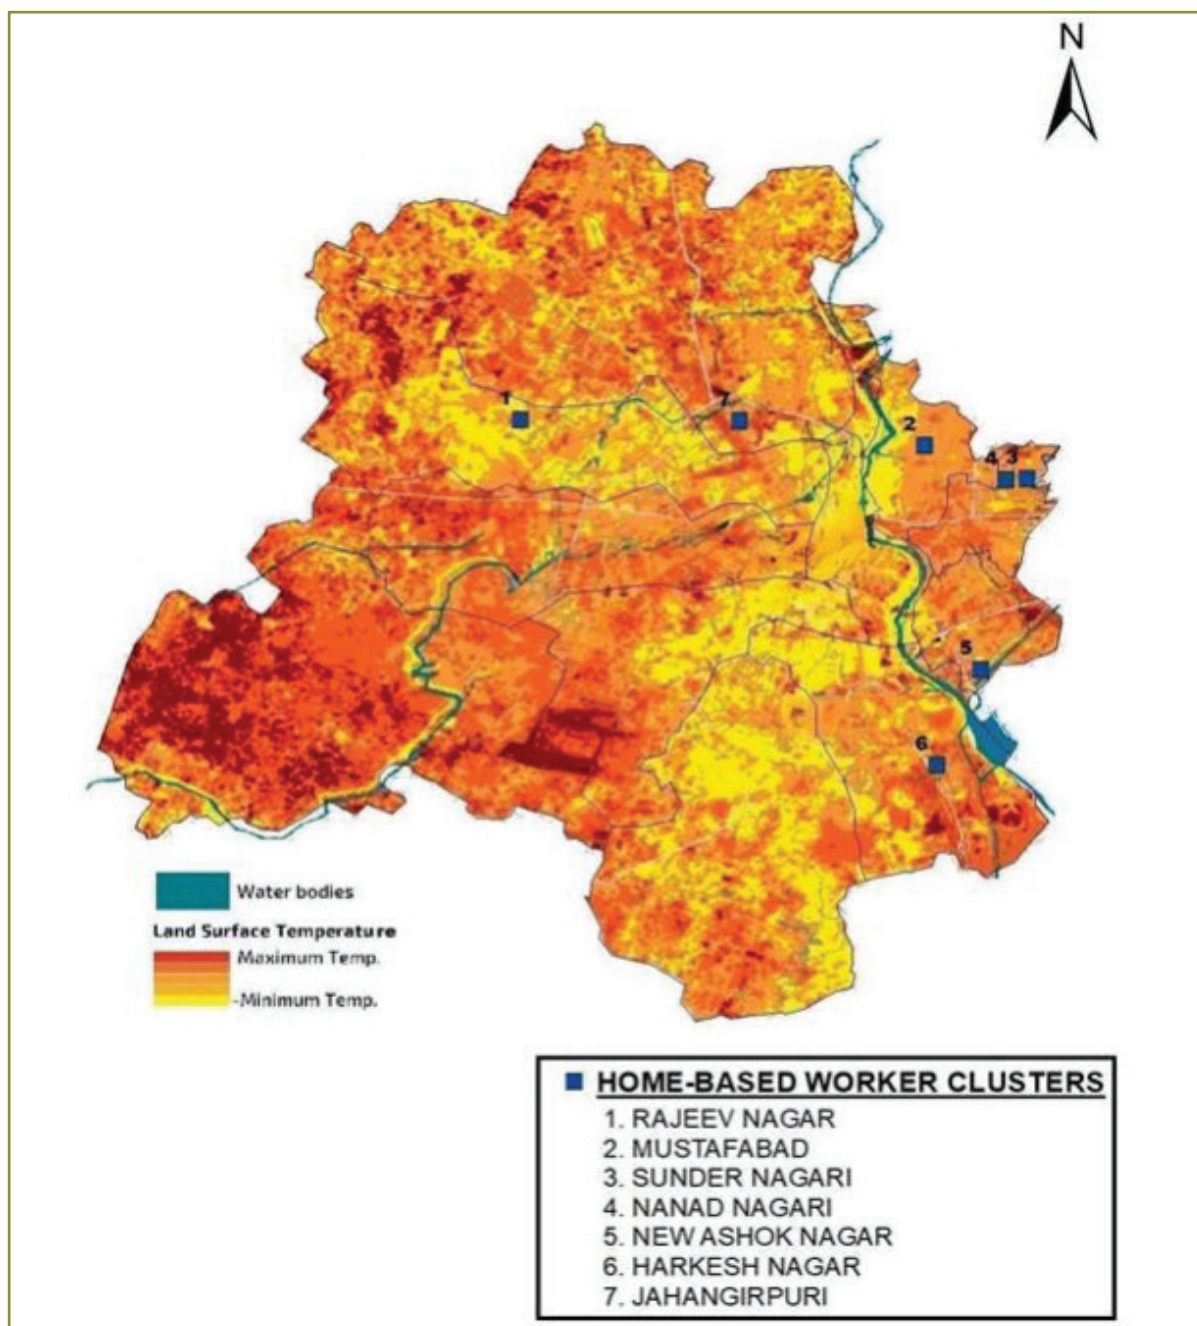 N
1
7
2
4 3
5
6
Water bodies
Land Surface Temperature
Maximum Temp.
-Minimum Temp.
HOME-BASED WORKER CLUSTERS
1. RAJEEV NAGAR
2. MUSTAFABAD
3. SUNDER NAGARI
4. NANAD NAGARI
5. NEW ASHOK NAGAR
6. HARKESH NAGAR
7. JAHANGIRPURI